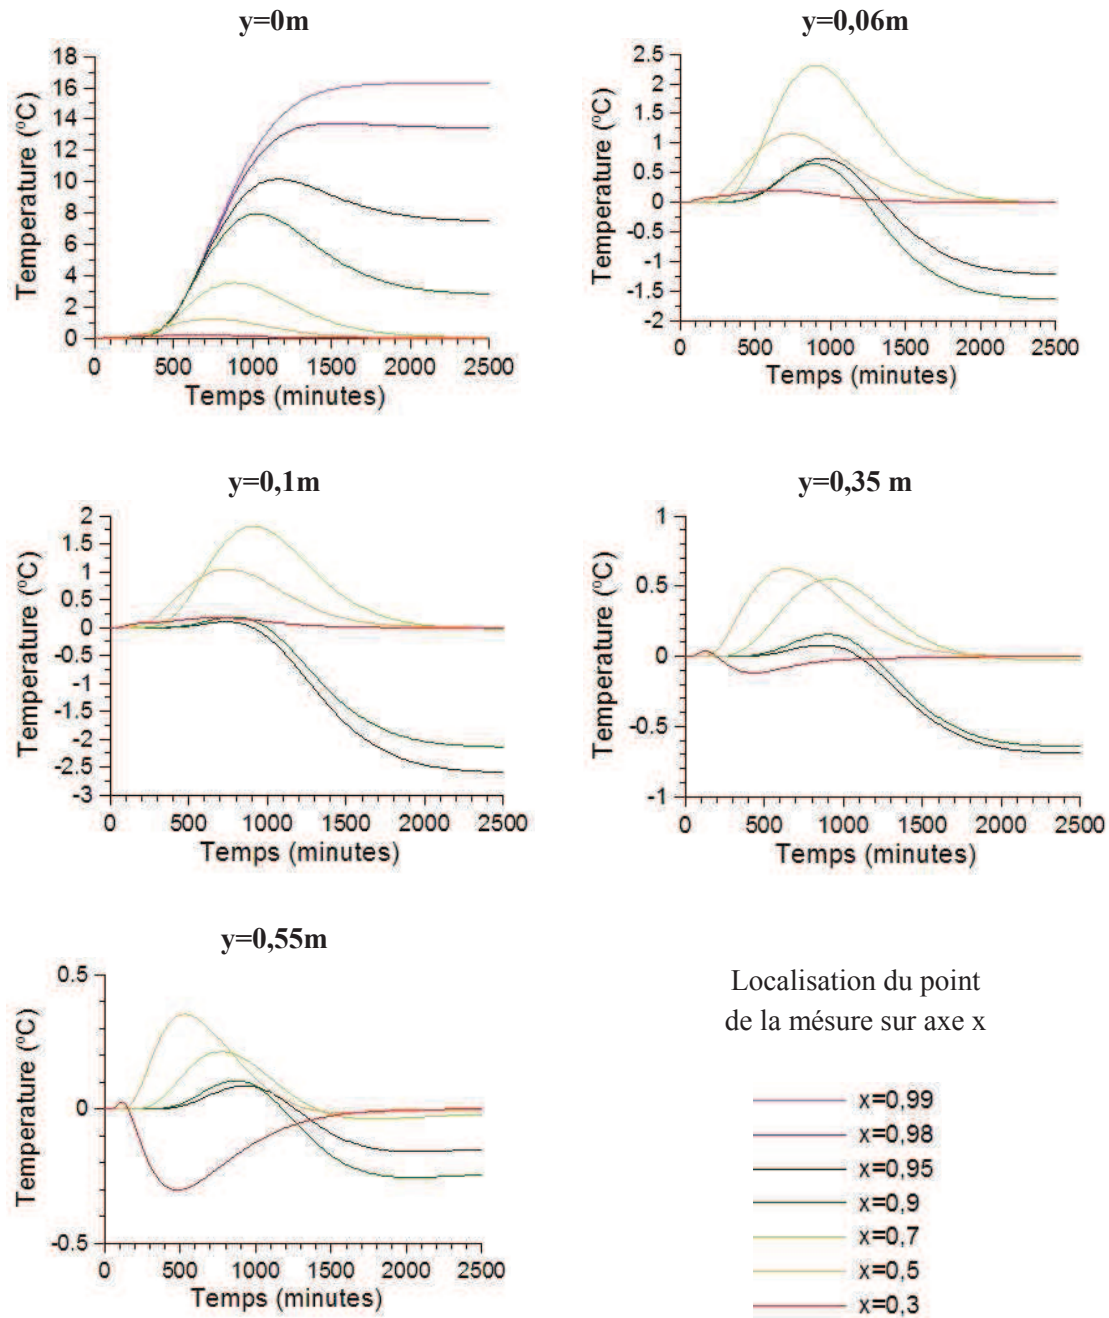 y=0m
18
16
14
12
10
8
6
4
2
0
Temperature (ºC)
0 500 1000 1500 2000 2500
Temps (minutes)
y=0,06m
2.5
2
1.5
1
0.5
0
-0.5
-1
-1.5
-2
Temperature (ºC)
0 500 1000 1500 2000 2500
Temps (minutes)
y=0,1m
2
1.5
1
0.5
0
-0.5
-1
-1.5
-2
-2.5
-3
Temperature (ºC)
0 500 1000 1500 2000 2500
Temps (minutes)
y=0,35 m
1
0.5
0
-0.5
-1
Temperature (ºC)
0 500 1000 1500 2000 2500
Temps (minutes)
y=0,55m
0.5
0
-0.5
Temperature (ºC)
0 500 1000 1500 2000 2500
Temps (minutes)
Localisation du point
de la mésure sur axe x
x=0,99
x=0,98
x=0,95
x=0,9
x=0,7
x=0,5
x=0,3